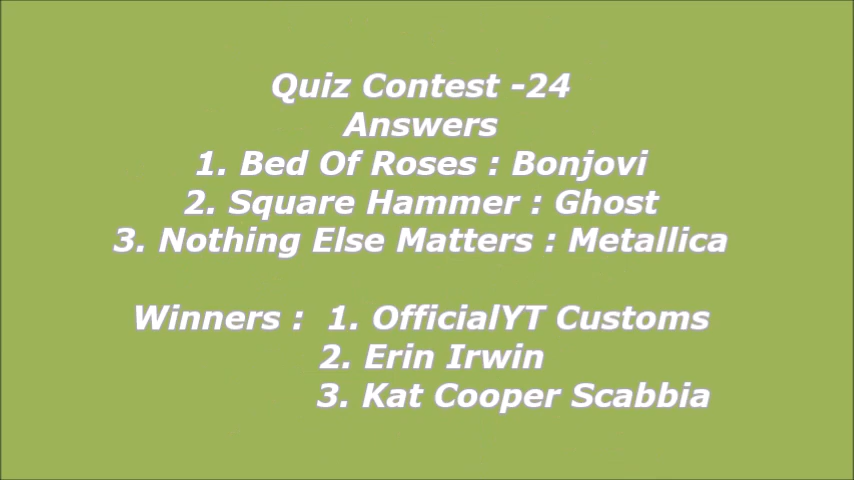 Quiz Contest -24
Answers
1. Bed Of Roses : Bonjovi
2. Square Hammer : Ghost
3. Nothing Else Matters : Metallica
Winners : 1. OfficialYT Customs
2. Erin Irwin
3. Kat Cooper Scabbia